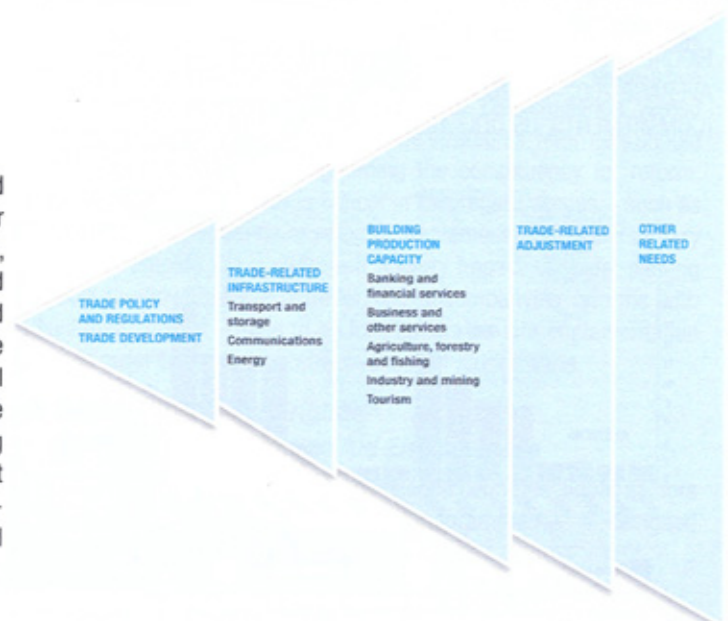 TRADE POLICY
AND REGULATIONS
TRADE DEVELOPMENT
TRADE-RELATED
INFRASTRUCTURE
Transport and
storage
Communications
Energy
BUILDING
PRODUCTION
CAPACITY
Banking and
financial services
Business and
other services
Agriculture, forestry
and fishing
Industry and mining
Tourism
TRADE-RELATED
ADJUSTMENT
OTHER
RELATED
NEEDS